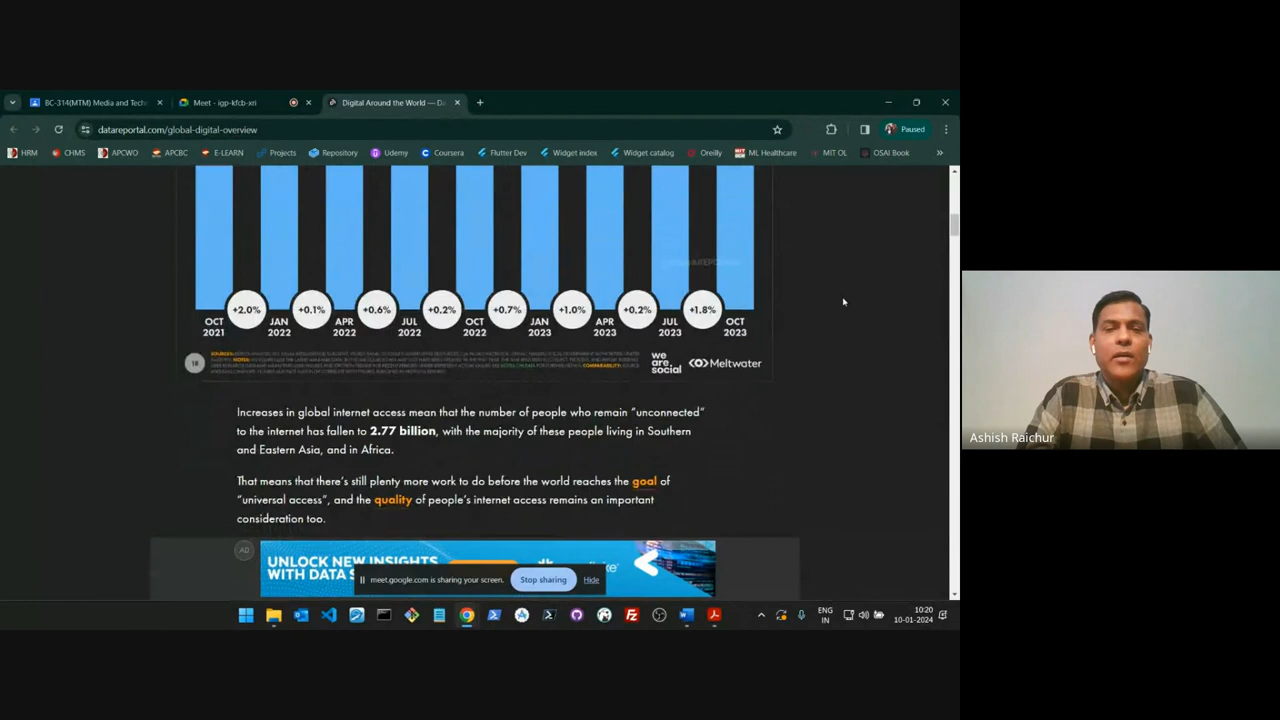 BC-314(MTM) Media and Tech
Meet - igp-kfcb-xri
Digital Around the World — Da
datareportal.com/global-digital-overview
Paused
HRM
CHMS
APCWO
APCBC
E-LEARN
Projects
Repository
Udemy
Coursera
Flutter Dev
Widget index
Widget catalog
Oreilly
ML Healthcare
MIT OL
OSAI Book
+2.0%
+0.1%
+0.6%
+0.2%
+0.7%
+1.0%
+0.2%
+1.8%
OCT
2021
JAN
2022
APR
2022
JUL
2022
OCT
2022
JAN
2023
APR
2023
JUL
2023
OCT
2023
18
we
are
social
Meltwater
Increases in global internet access mean that the number of people who remain “unconnected”
to the internet has fallen to 2.77 billion, with the majority of these people living in Southern
and Eastern Asia, and in Africa.
That means that there’s still plenty more work to do before the world reaches the goal of
“universal access”, and the quality of people’s internet access remains an important
consideration too.
AD
UNLOCK NEW INSIGHTS
WITH DATA
meet.google.com is sharing your screen.
Stop sharing
Hide
ENG
IN
10:20
10-01-2024
Ashish Raichur